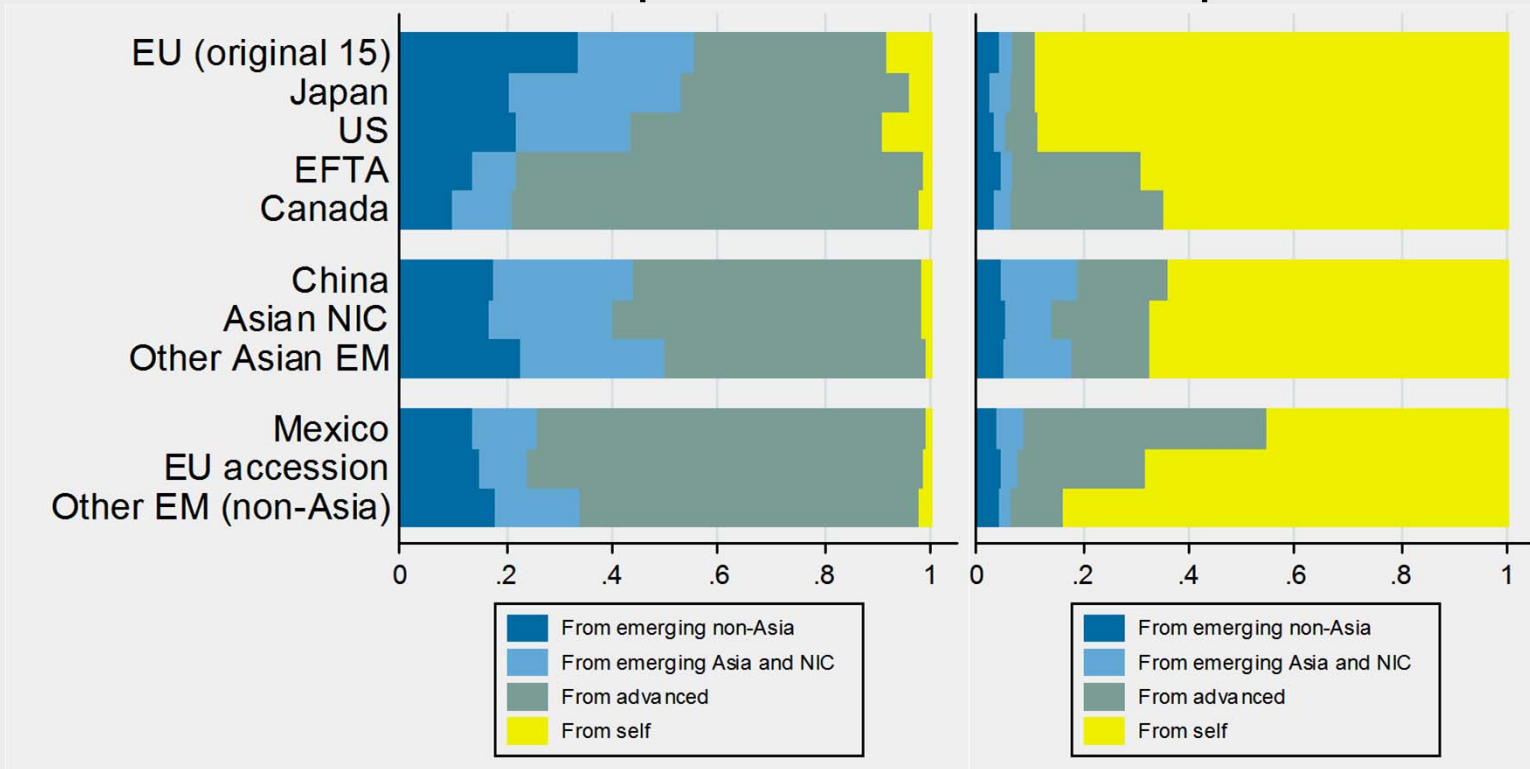 EU (original 15)
Japan
US
EFTA
Canada
China
Asian NIC
Other Asian EM
Mexico
EU accession
Other EM (non-Asia)
0 .2 .4 .6 .8 1
0 .2 .4 .6 .8 1
From emerging non-Asia
From emerging Asia and NIC
From advanced
From self
From emerging non-Asia
From emerging Asia and NIC
From advanced
From self